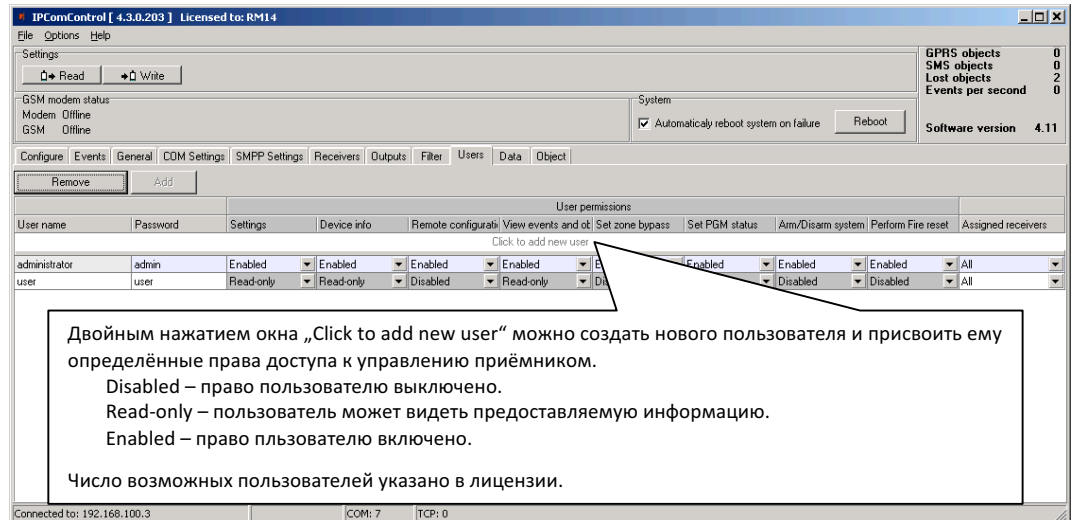 IPComControl [ 4.3.0.203 ] Licensed to: RM14
File Options Help
Settings
Read Write
GPRS objects 0
SMS objects 0
Lost objects 2
Events per second 0
Software version 4.11
GSM modem status
Modem Offline
GSM Offline
System
Automaticaly reboot system on failure Reboot
Configure Events General COM Settings SMPP Settings Receivers Outputs Filter Users Data Object
Remove Add
User permissions
User name Password Settings Device info Remote configurati View events and ob Set zone bypass Set PGM status Arm/Disarm system Perform Fire reset Assigned receivers
Click to add new user
administrator admin Enabled Enabled Enabled Enabled E Enabled Enabled Enabled All
user user Read-only Read-only Disabled Read-only Dis Disabled Disabled All
Двойным нажатием окна „Click to add new user“ можно создать нового пользователя и присвоить ему
определённые права доступа к управлению приёмником.
Disabled – право пользователю выключено.
Read-only – пользователь может видеть предоставляемую информацию.
Enabled – право пльзователю включено.
Число возможных пользователей указано в лицензии.
Connected to: 192.168.100.3 COM: 7 TCP: 0